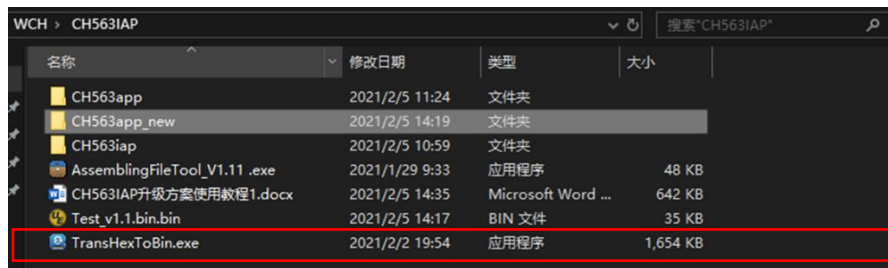 WCH › CH563IAP 搜索"CH563IAP"
名称 修改日期 类型 大小
CH563app 2021/2/5 11:24 文件夹
CH563app_new 2021/2/5 14:19 文件夹
CH563iap 2021/2/5 10:59 文件夹
AssemblingFileTool_V1.11 .exe 2021/1/29 9:33 应用程序 48 KB
CH563IAP升级方案使用教程1.docx 2021/2/5 14:35 Microsoft Word ... 642 KB
Test_v1.1.bin.bin 2021/2/5 14:17 BIN 文件 35 KB
TransHexToBin.exe 2021/2/2 19:54 应用程序 1,654 KB